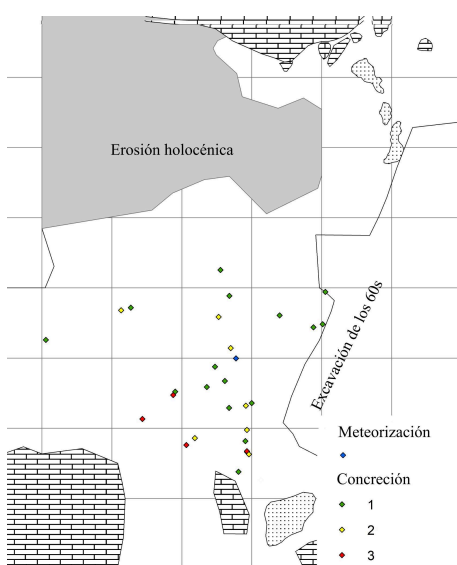 Erosión holocénica
Excavación de los 60s
Meteorización
Concreción
1
2
3